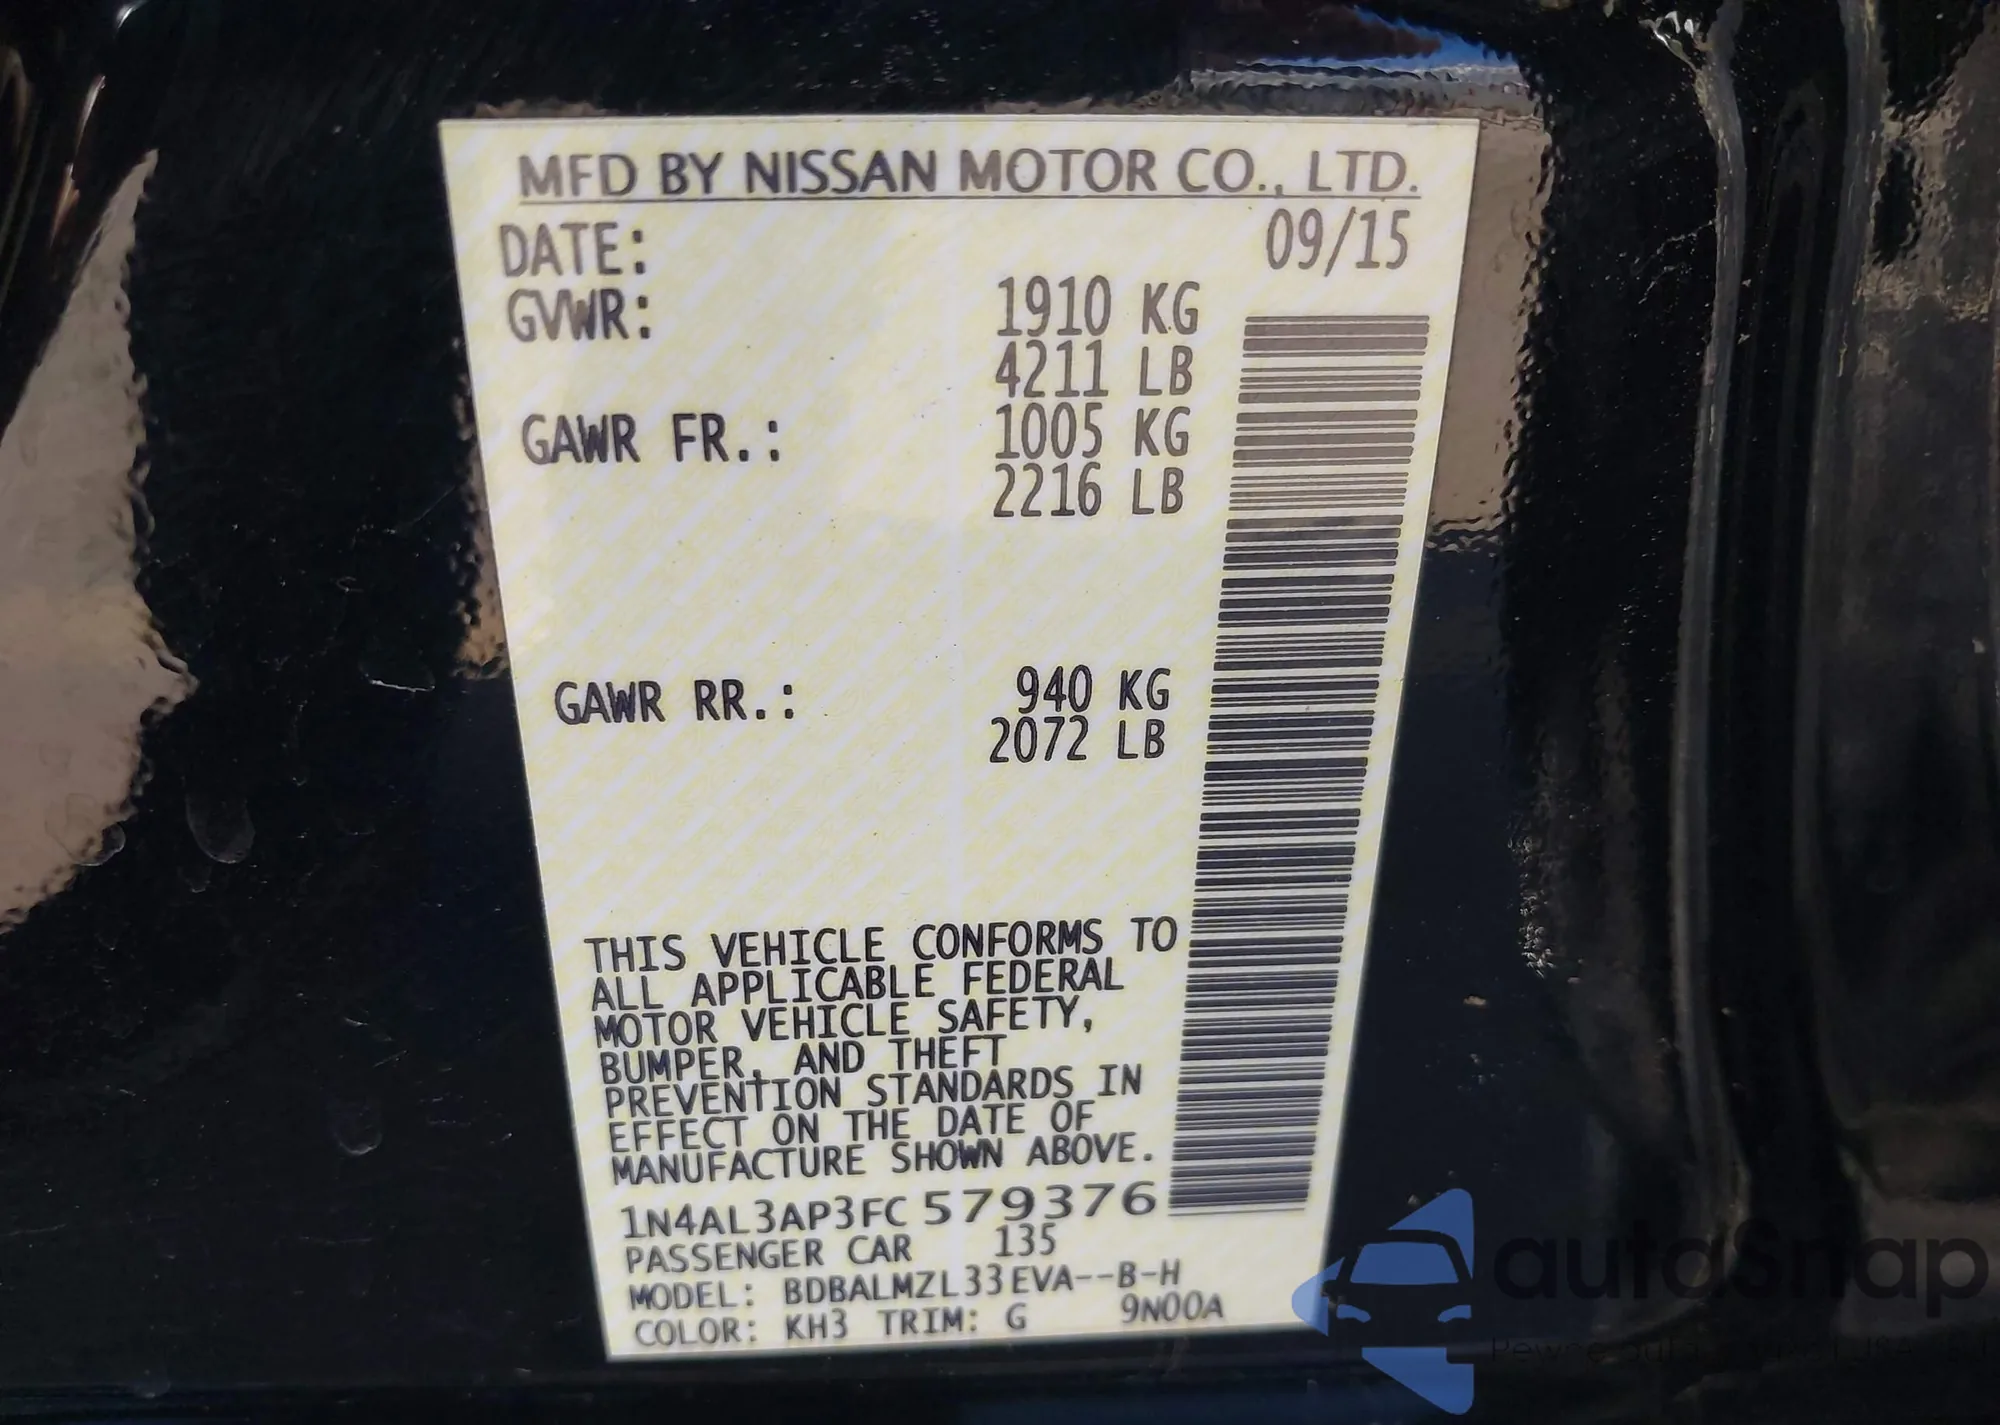 MFD BY NISSAN MOTOR CO., LTD.
DATE: 09/15
GVWR: 1910 KG
4211 LB
GAWR FR.: 1005 KG
2216 LB
GAWR RR.: 940 KG
2072 LB
THIS VEHICLE CONFORMS TO
ALL APPLICABLE FEDERAL
MOTOR VEHICLE SAFETY,
BUMPER, AND THEFT
PREVENTION STANDARDS IN
EFFECT ON THE DATE OF
MANUFACTURE SHOWN ABOVE.
1N4AL3AP3FC579376
PASSENGER CAR 135
MODEL: BDBALMZL33EVA--B-H
COLOR: KH3 TRIM: G 9N00A
autosnap